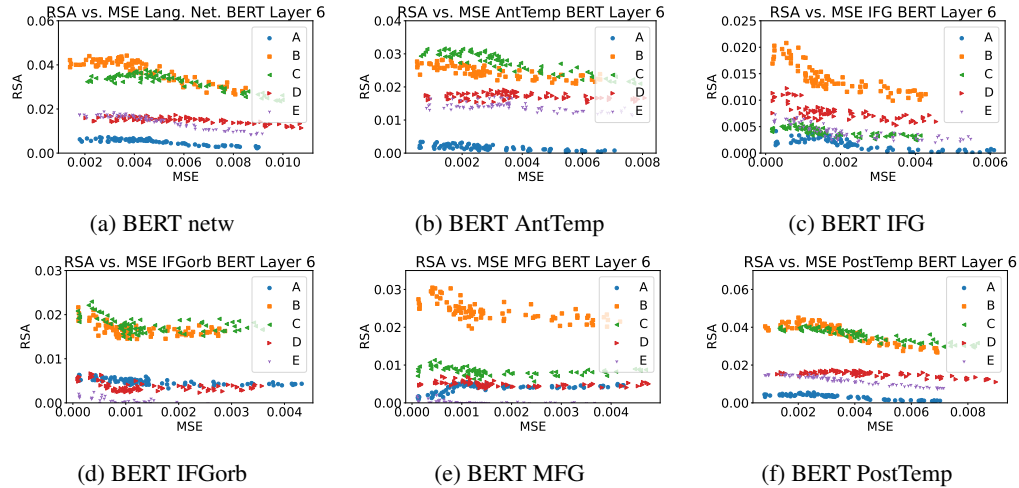 RSA vs. MSE Lang. Net. BERT Layer 6
0.06
0.04
0.02
0.00
RSA
0.002 0.004 0.006 0.008 0.010
MSE
A
B
C
D
E
(a) BERT netw
RSA vs. MSE AntTemp BERT Layer 6
0.04
0.03
0.02
0.01
0.00
RSA
0.002 0.004 0.006 0.008
MSE
A
B
C
D
E
(b) BERT AntTemp
RSA vs. MSE IFG BERT Layer 6
0.025
0.020
0.015
0.010
0.005
0.000
RSA
0.000 0.002 0.004 0.006
MSE
A
B
C
D
E
(c) BERT IFG
RSA vs. MSE IFGorb BERT Layer 6
0.03
0.02
0.01
0.00
RSA
0.000 0.001 0.002 0.003 0.004
MSE
A
B
C
D
E
(d) BERT IFGorb
RSA vs. MSE MFG BERT Layer 6
0.03
0.02
0.01
0.00
RSA
0.000 0.001 0.002 0.003 0.004
MSE
A
B
C
D
E
(e) BERT MFG
RSA vs. MSE PostTemp BERT Layer 6
0.06
0.04
0.02
0.00
RSA
0.002 0.004 0.006 0.008
MSE
A
B
C
D
E
(f) BERT PostTemp